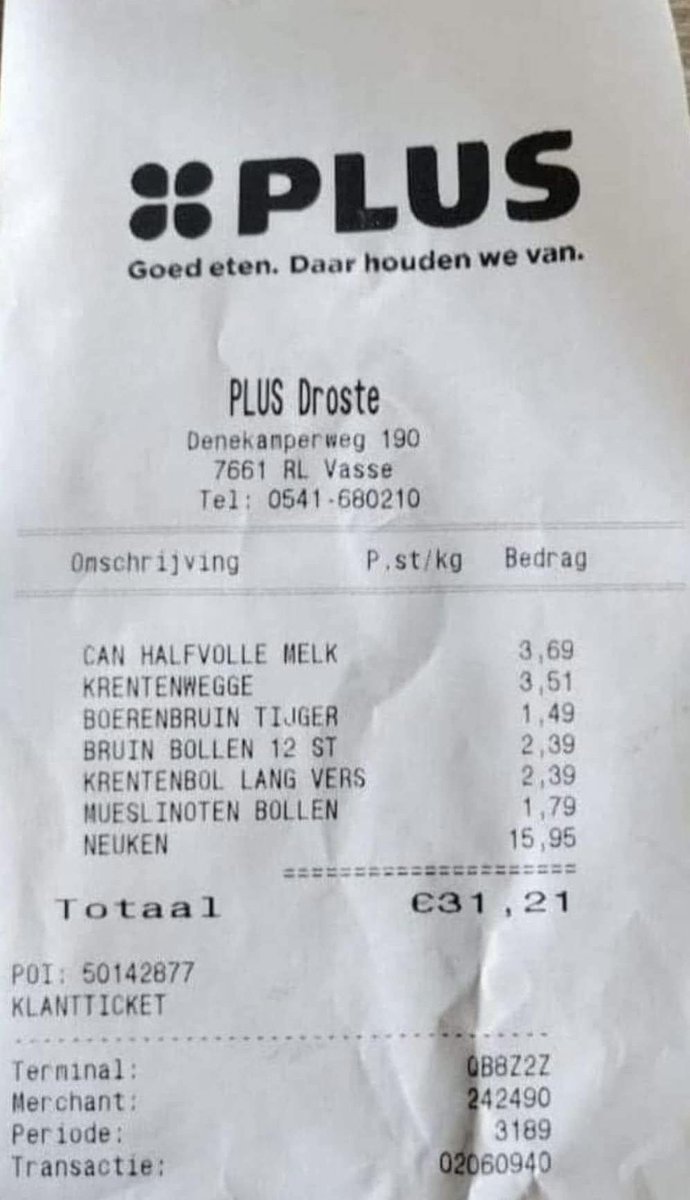 PLUS
Goed eten. Daar houden we van.
PLUS Droste
Denekamperweg 190
7661 RL Vasse
Tel: 0541-680210
Omschrijving P.st/kg Bedrag
CAN HALFVOLLE MELK 3,69
KRENTENWEGGE 3,51
BOERENBRUIN TIJGER 1,49
BRUIN BOLLEN 12 ST 2,39
KRENTENBOL LANG VERS 2,39
MUESLINOTEN BOLLEN 1,79
NEUKEN 15,95
=====================
Totaal €31,21
POI: 50142877
KLANTTICKET
Terminal: QB8Z2Z
Merchant: 242490
Periode: 3189
Transactie: 02060940